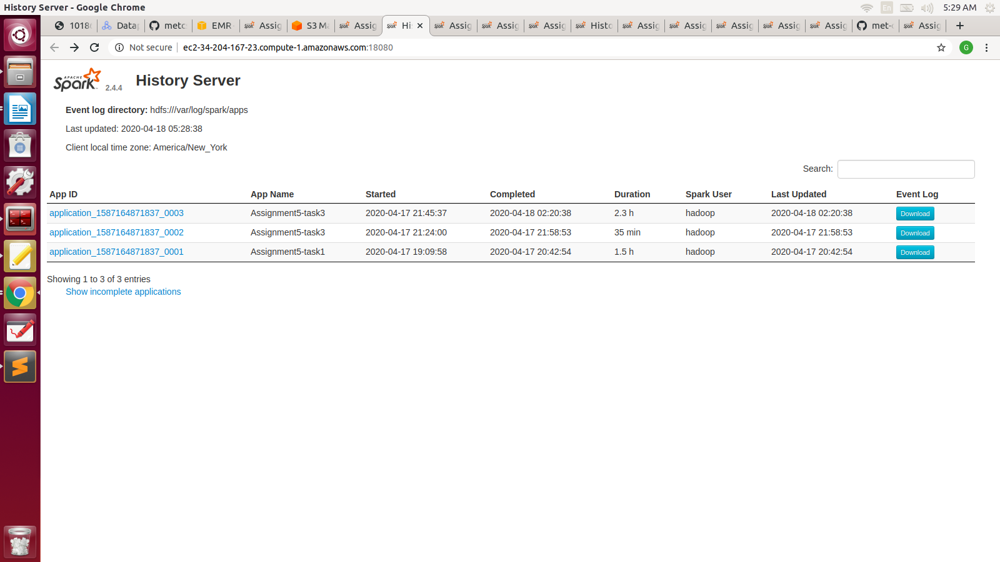 History Server - Google Chrome
En
5:29 AM
1018
Data
metc
EMR
Assig
S3 M
Assig
Hi
Assig
Assig
Assig
Histo
Assig
Assig
Assig
Assig
Assig
met-
Assig
Not secure
ec2-34-204-167-23.compute-1.amazonaws.com:18080
G
APACHE
Spark
2.4.4
History Server
Event log directory: hdfs:///var/log/spark/apps
Last updated: 2020-04-18 05:28:38
Client local time zone: America/New_York
Search:
App ID App Name Started Completed Duration Spark User Last Updated Event Log
application_1587164871837_0003 Assignment5-task3 2020-04-17 21:45:37 2020-04-18 02:20:38 2.3 h hadoop 2020-04-18 02:20:38 Download
application_1587164871837_0002 Assignment5-task3 2020-04-17 21:24:00 2020-04-17 21:58:53 35 min hadoop 2020-04-17 21:58:53 Download
application_1587164871837_0001 Assignment5-task1 2020-04-17 19:09:58 2020-04-17 20:42:54 1.5 h hadoop 2020-04-17 20:42:54 Download
Showing 1 to 3 of 3 entries
Show incomplete applications